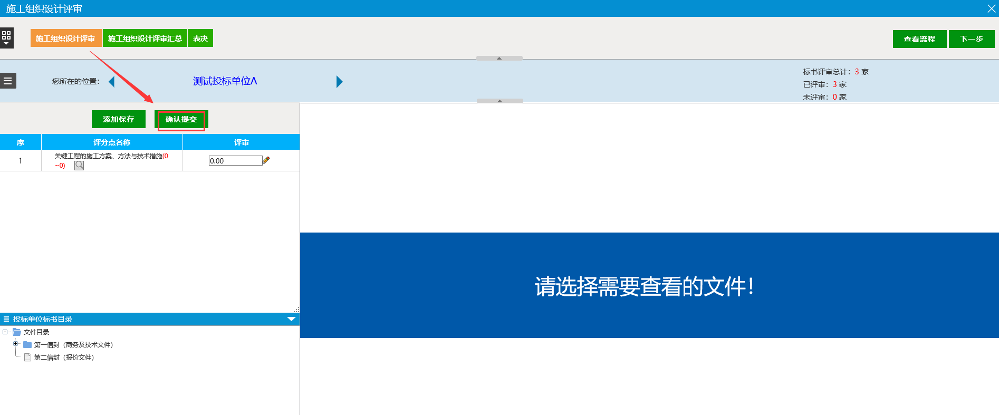 施工组织设计评审
施工组织设计评审 施工组织设计评审汇总 表决 查看流程 下一步
您所在的位置： 测试投标单位A
标书评审总计：3 家
已评审：3 家
未评审：0 家
添加保存 确认提交
序 评分点名称 评审
1 关键工程的施工方案、方法与技术措施(0
~0) 0.00
请选择需要查看的文件！
投标单位标书目录
文件目录
第一信封（商务及技术文件）
第二信封（报价文件）